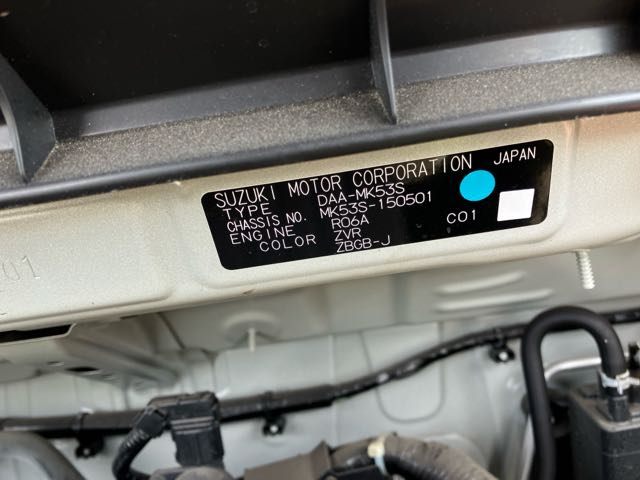 SUZUKI MOTOR CORPORATION JAPAN
TYPE DAA-MK53S
CHASSIS NO. MK53S-150501
ENGINE R06A
COLOR ZVR C01
ZBGB-J